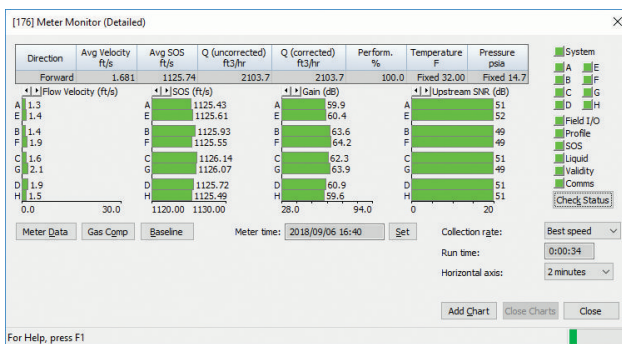 [176] Meter Monitor (Detailed)
Direction Avg Velocity ft/s Avg SOS ft/s Q (uncorrected) ft3/hr Q (corrected) ft3/hr Perform. % Temperature F Pressure psia
Forward 1.681 1125.74 2103.7 2103.7 100.0 Fixed 32.00 Fixed 14.7
Flow Velocity (ft/s) SOS (ft/s) Gain (dB) Upstream SNR (dB)
A 1.3 A 1125.43 A 59.9 A 51
E 1.4 E 1125.61 E 60.4 E 52
B 1.4 B 1125.93 B 63.6 B 49
F 1.9 F 1125.55 F 64.2 F 49
C 1.6 C 1126.14 C 62.3 C 51
G 2.1 G 1126.07 G 63.9 G 49
D 1.9 D 1125.72 D 60.9 D 51
H 1.5 H 1125.49 H 59.6 H 51
0.0 30.0 1120.00 1130.00 28.0 94.0 0 20
System
A E
B F
C G
D H
Field I/O
Profile
SOS
Liquid
Validity
Comms
Check Status
Meter Data Gas Comp Baseline Meter time: 2018/09/06 16:40 Set Collection rate: Best speed
Run time: 0:00:34
Horizontal axis: 2 minutes
Add Chart Close Charts Close
For Help, press F1